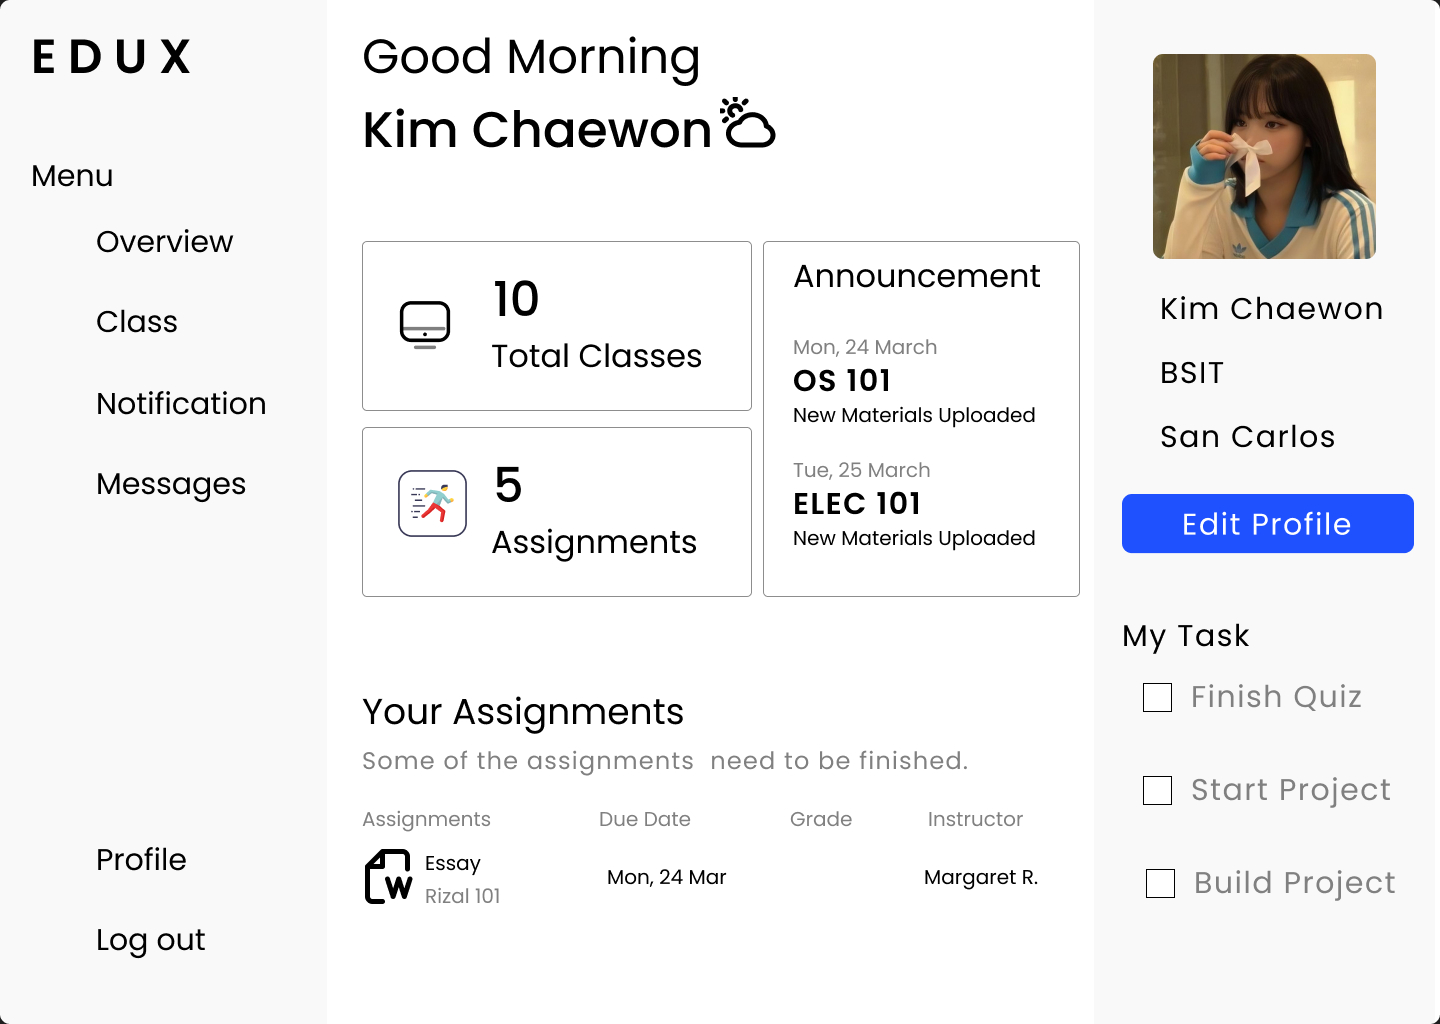 EDUX
Menu
Overview
Class
Notification
Messages
Profile
Log out
Good Morning
Kim Chaewon
10
Total Classes
5
Assignments
Announcement
Mon, 24 March
OS 101
New Materials Uploaded
Tue, 25 March
ELEC 101
New Materials Uploaded
Your Assignments
Some of the assignments  need to be finished.
Assignments Due Date Grade Instructor
W
Essay
Rizal 101
Mon, 24 Mar
Margaret R.
Kim Chaewon
BSIT
San Carlos
Edit Profile
My Task
Finish Quiz
Start Project
Build Project